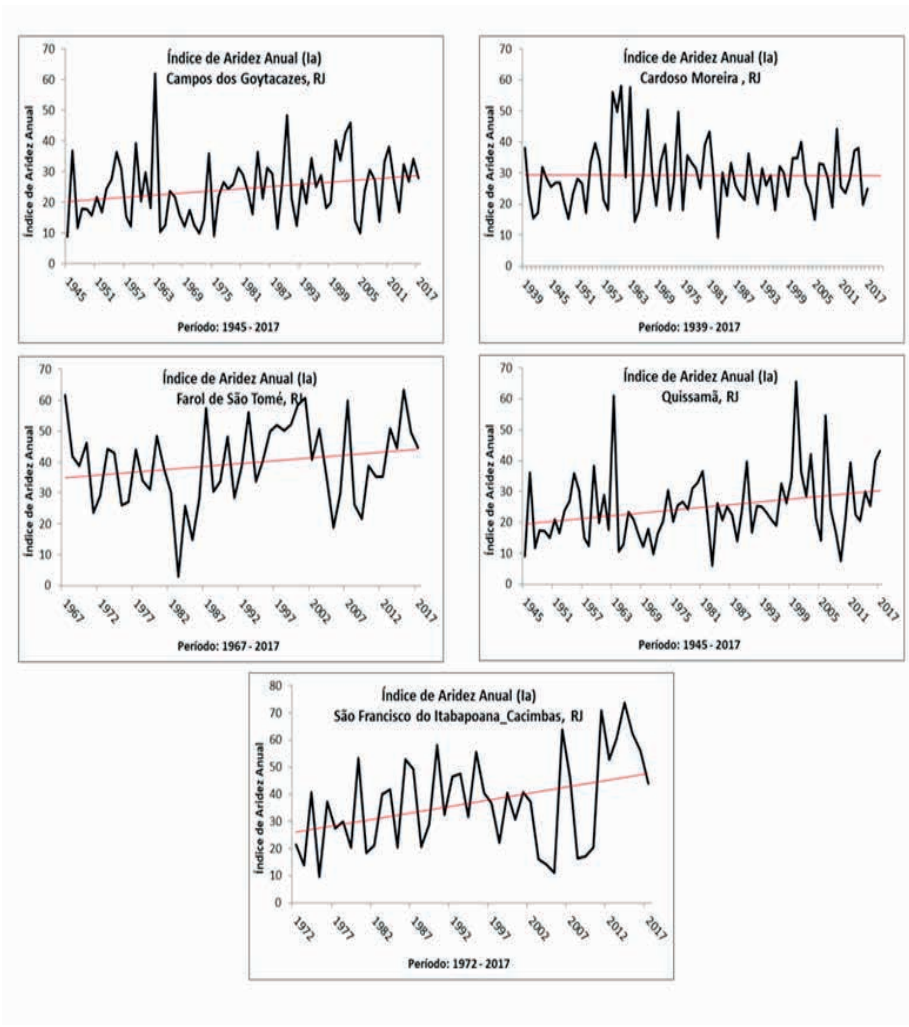 Índice de Aridez Anual (Ia)
Campos dos Goytacazes, RJ
Índice de Aridez Anual
70
60
50
40
30
20
10
0
1945 1951 1957 1963 1969 1975 1981 1987 1993 1999 2005 2011 2017
Período: 1945 - 2017
Índice de Aridez Anual (Ia)
Cardoso Moreira , RJ
Índice de Aridez Anual
70
60
50
40
30
20
10
0
1939 1945 1951 1957 1963 1969 1975 1981 1987 1993 1999 2005 2011 2017
Período: 1939 - 2017
Índice de Aridez Anual (Ia)
Farol de São Tomé, RJ
Índice de Aridez Anual
70
60
50
40
30
20
10
0
1967 1972 1977 1982 1987 1992 1997 2002 2007 2012 2017
Período: 1967 - 2017
Índice de Aridez Anual (Ia)
Quissamã, RJ
Índice de Aridez Anual
70
60
50
40
30
20
10
0
1945 1951 1957 1963 1969 1975 1981 1987 1993 1999 2005 2011 2017
Período: 1945 - 2017
Índice de Aridez Anual (Ia)
São Francisco do Itabapoana_Cacimbas, RJ
Índice de Aridez Anual
80
70
60
50
40
30
20
10
0
1972 1977 1982 1987 1992 1997 2002 2007 2012 2017
Período: 1972 - 2017